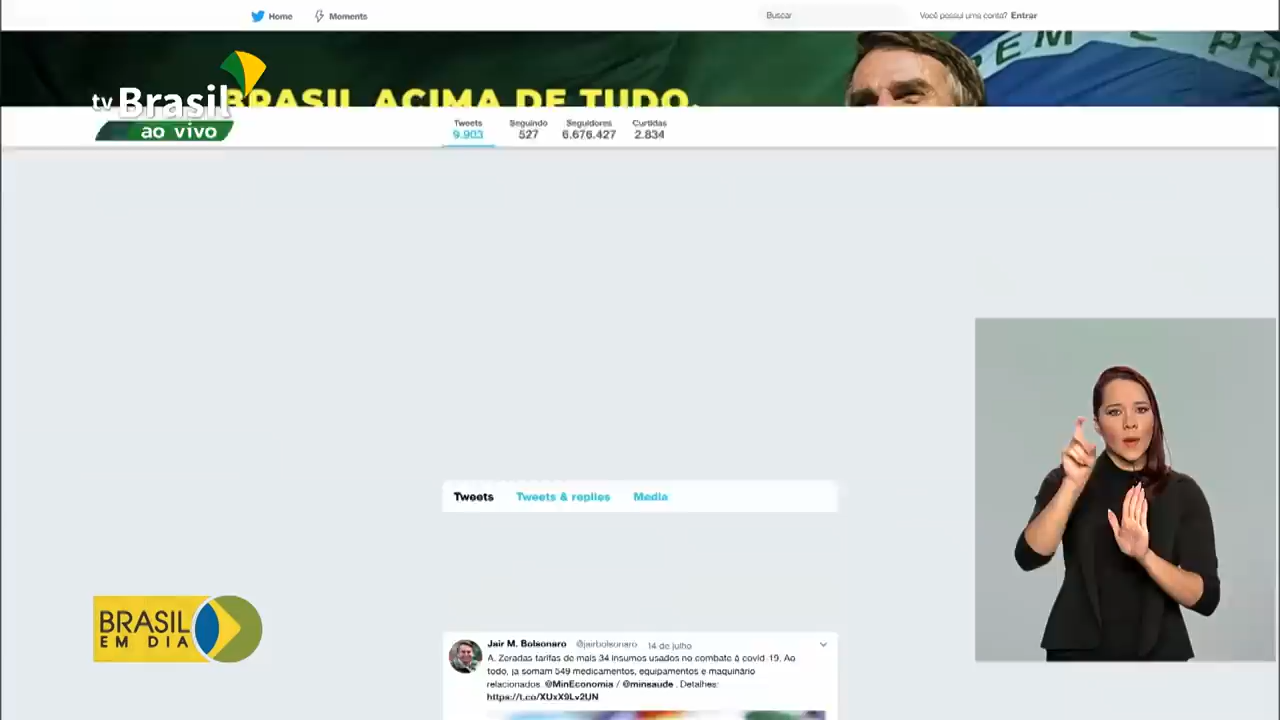 Home Moments Buscar Você possui uma conta? Entrar
BRASIL ACIMA DE TUDO,
EM E PR
tv Brasil
ao vivo
Tweets Seguindo Seguidores Curtidas
9.903 527 6.676.427 2.834
Tweets Tweets & replies Media
BRASIL
EM DIA
Jair M. Bolsonaro @jairbolsonaro 14 de julho
A. Zeradas tarifas de mais 34 insumos usados no combate à covid-19. Ao
todo, já somam 549 medicamentos, equipamentos e maquinário
relacionados. @MinEconomia / @minsaude . Detalhes:
https://t.co/XUxX9Lv2UN